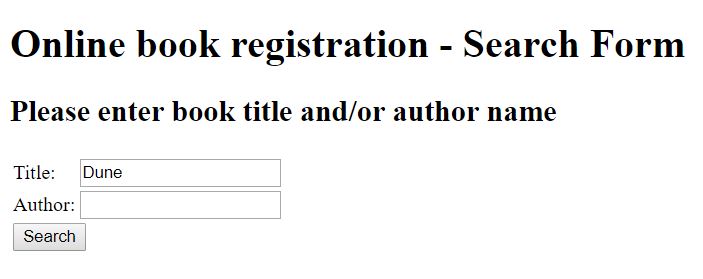 Online book registration - Search Form
Please enter book title and/or author name
Title: Dune
Author:
Search